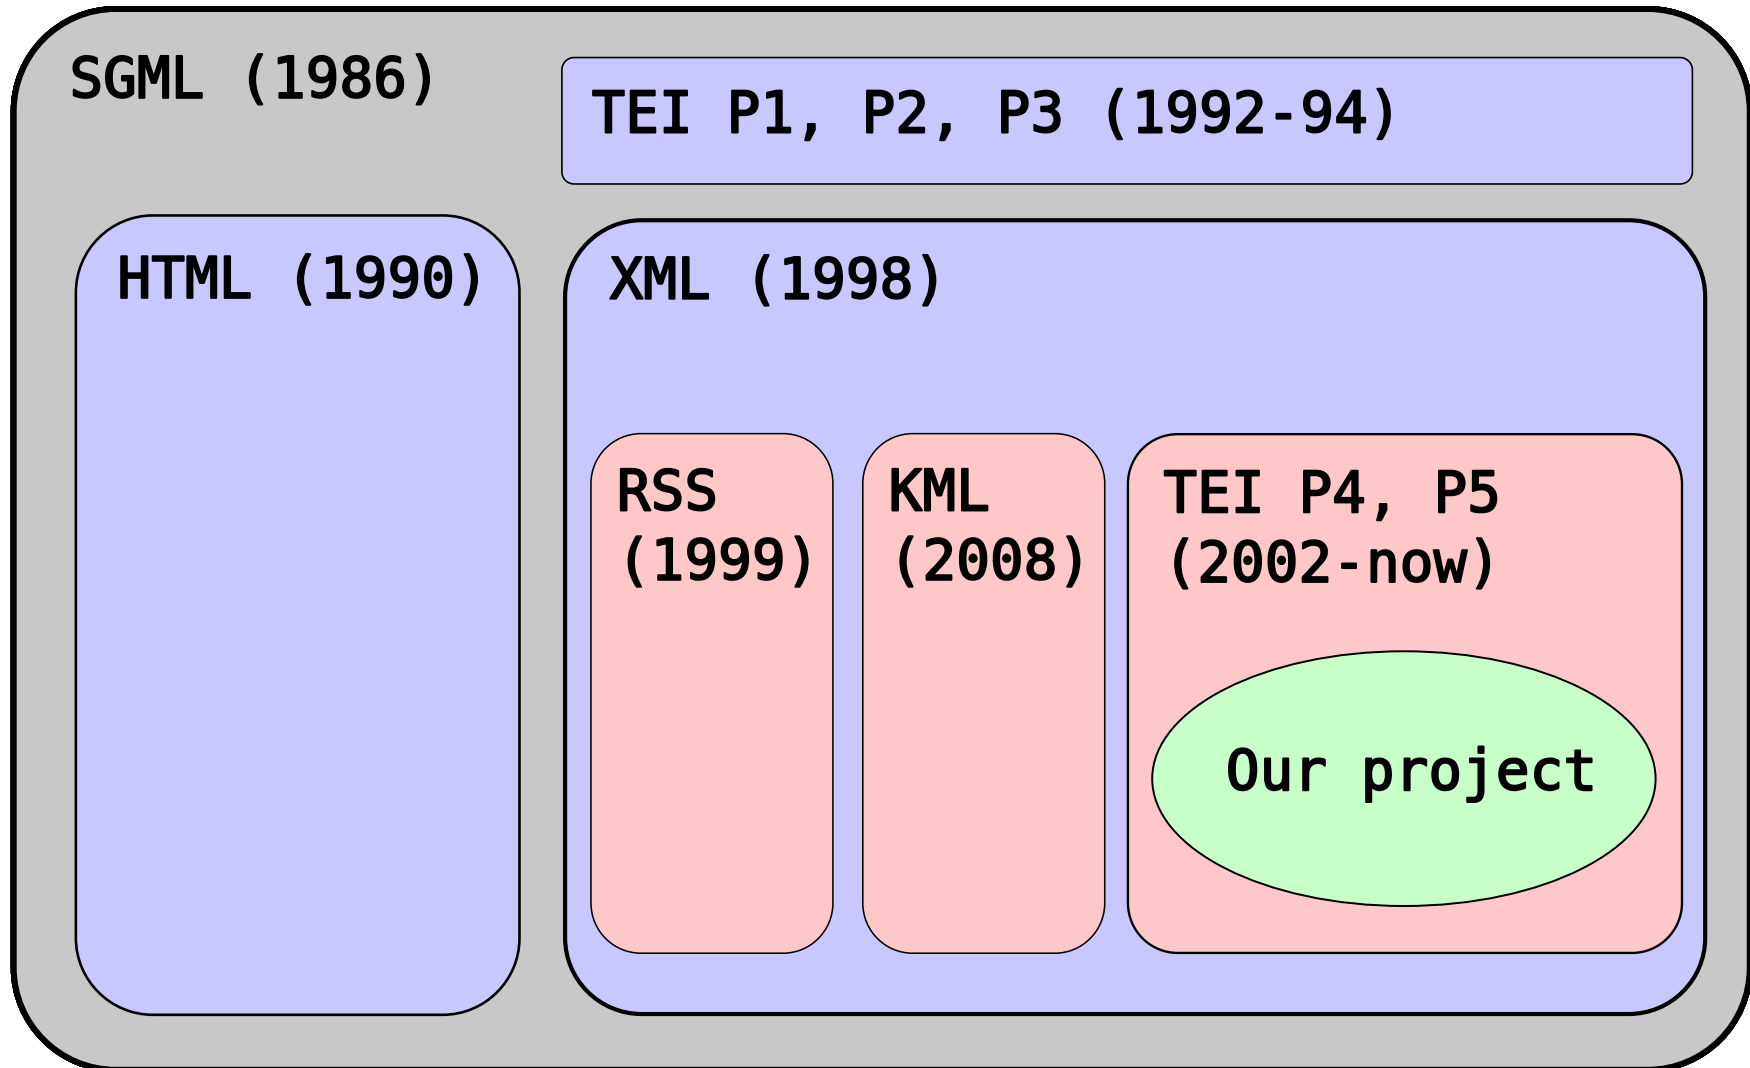 SGML (1986)
TEI P1, P2, P3 (1992-94)
HTML (1990)
XML (1998)
RSS
(1999)
KML
(2008)
TEI P4, P5
(2002-now)
Our project